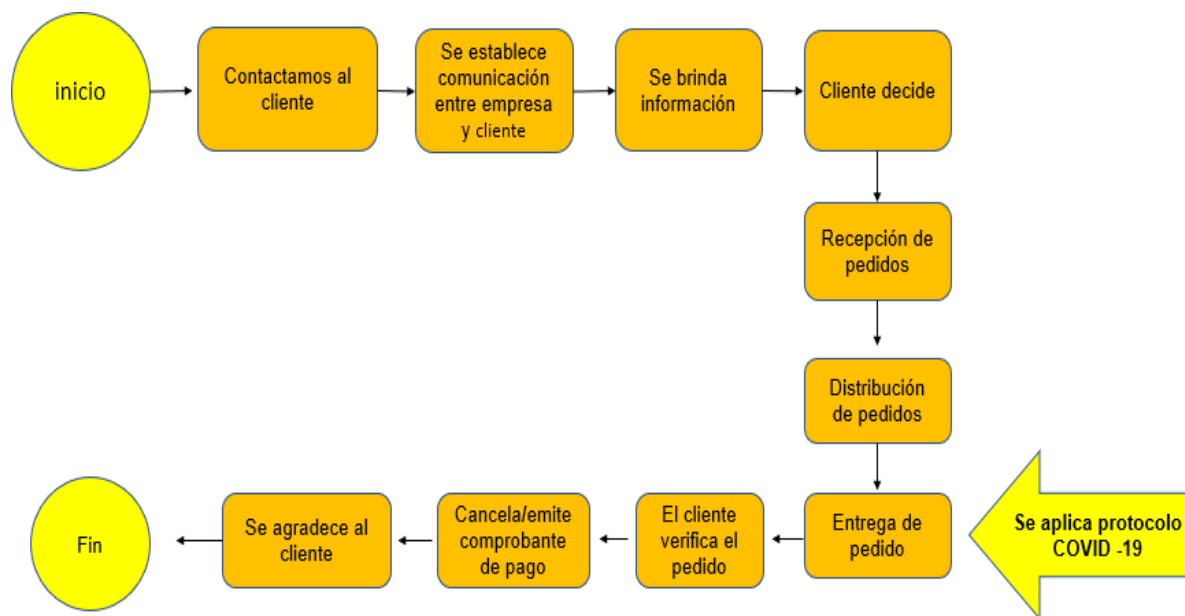 inicio
Contactamos al
cliente
Se establece
comunicación
entre empresa
y cliente
Se brinda
información
Cliente decide
Recepción de
pedidos
Distribución
de pedidos
Entrega de
pedido
Se aplica protocolo
COVID -19
El cliente
verifica el
pedido
Cancela/emite
comprobante
de pago
Se agradece al
cliente
Fin